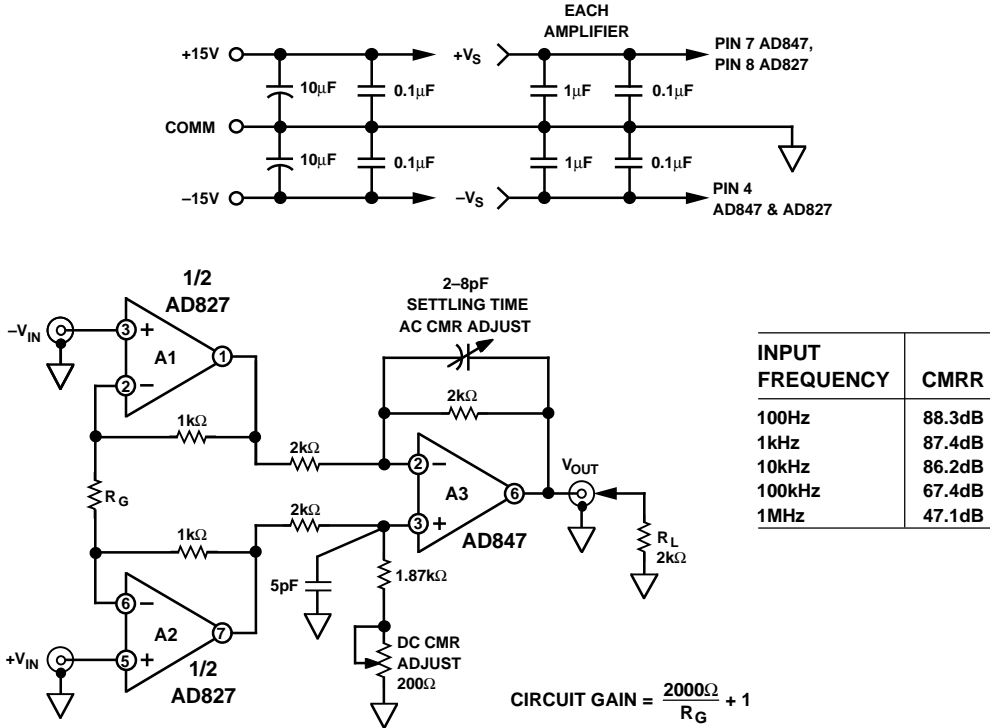 EACH
AMPLIFIER
+15V
+VS
PIN 7 AD847,
PIN 8 AD827
10μF
0.1μF
1μF
0.1μF
COMM
10μF
0.1μF
1μF
0.1μF
–15V
–VS
PIN 4
AD847 & AD827
1/2
AD827
2–8pF
SETTLING TIME
AC CMR ADJUST
–VIN
3
+
A1
1
2
–
1kΩ
2kΩ
2kΩ
RG
2
–
A3
6
VOUT
3
+
AD847
2kΩ
1kΩ
5pF
1.87kΩ
RL
2kΩ
6
–
A2
7
+VIN
5
+
1/2
AD827
DC CMR
ADJUST
200Ω
CIRCUIT GAIN = 2000Ω / RG + 1
INPUT
FREQUENCY CMRR
100Hz 88.3dB
1kHz 87.4dB
10kHz 86.2dB
100kHz 67.4dB
1MHz 47.1dB